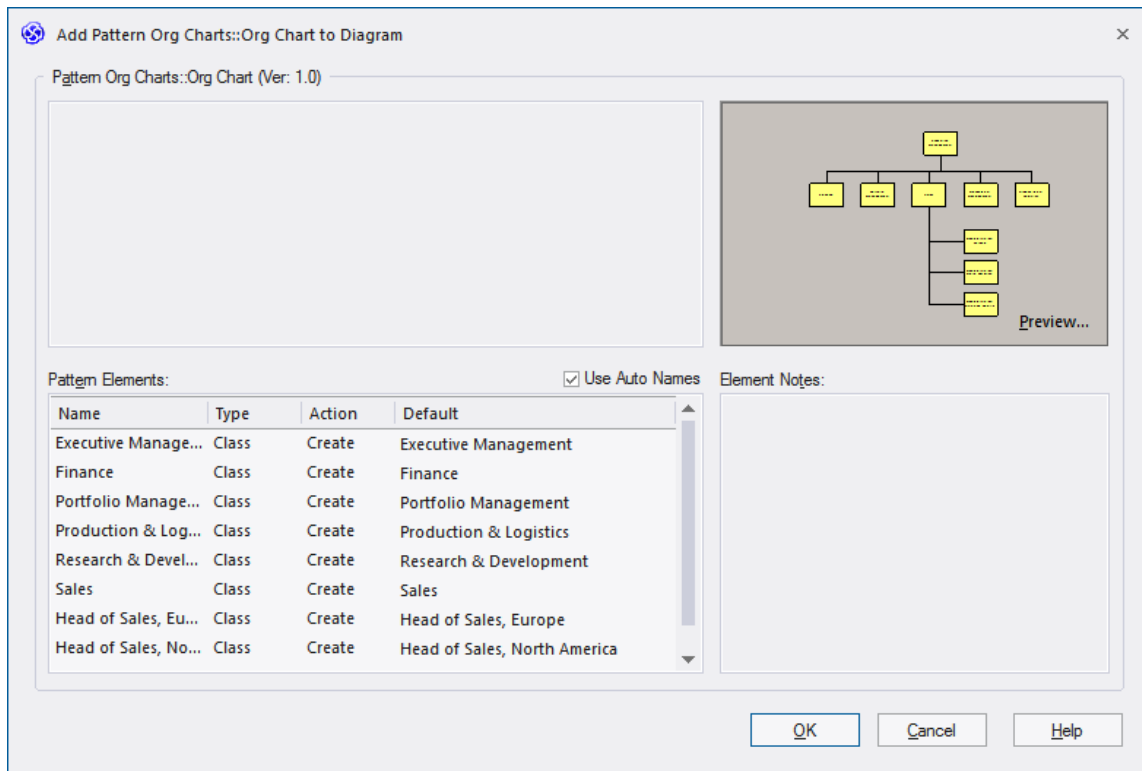 Add Pattern Org Charts::Org Chart to Diagram
Pattern Org Charts::Org Chart (Ver: 1.0)
Preview...
Pattern Elements:
Use Auto Names
Element Notes:
Name Type Action Default
Executive Manage... Class Create Executive Management
Finance Class Create Finance
Portfolio Manage... Class Create Portfolio Management
Production & Log... Class Create Production & Logistics
Research & Devel... Class Create Research & Development
Sales Class Create Sales
Head of Sales, Eu... Class Create Head of Sales, Europe
Head of Sales, No... Class Create Head of Sales, North America
OK
Cancel
Help